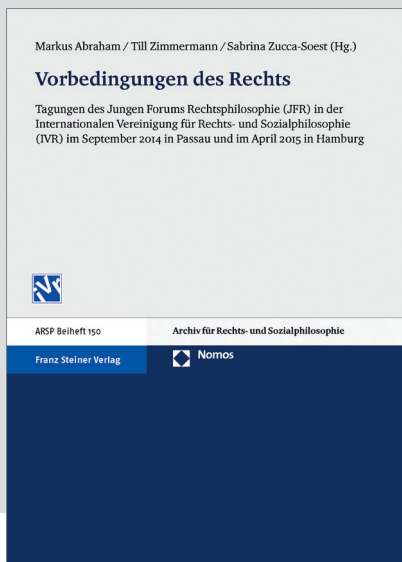 Markus Abraham / Till Zimmermann / Sabrina Zucca-Soest (Hg.)
Vorbedingungen des Rechts
Tagungen des Jungen Forums Rechtsphilosophie (JFR) in der
Internationalen Vereinigung für Rechts- und Sozialphilosophie
(IVR) im September 2014 in Passau und im April 2015 in Hamburg
ivr
ARSP Beiheft 150
Archiv für Rechts- und Sozialphilosophie
Franz Steiner Verlag
Nomos